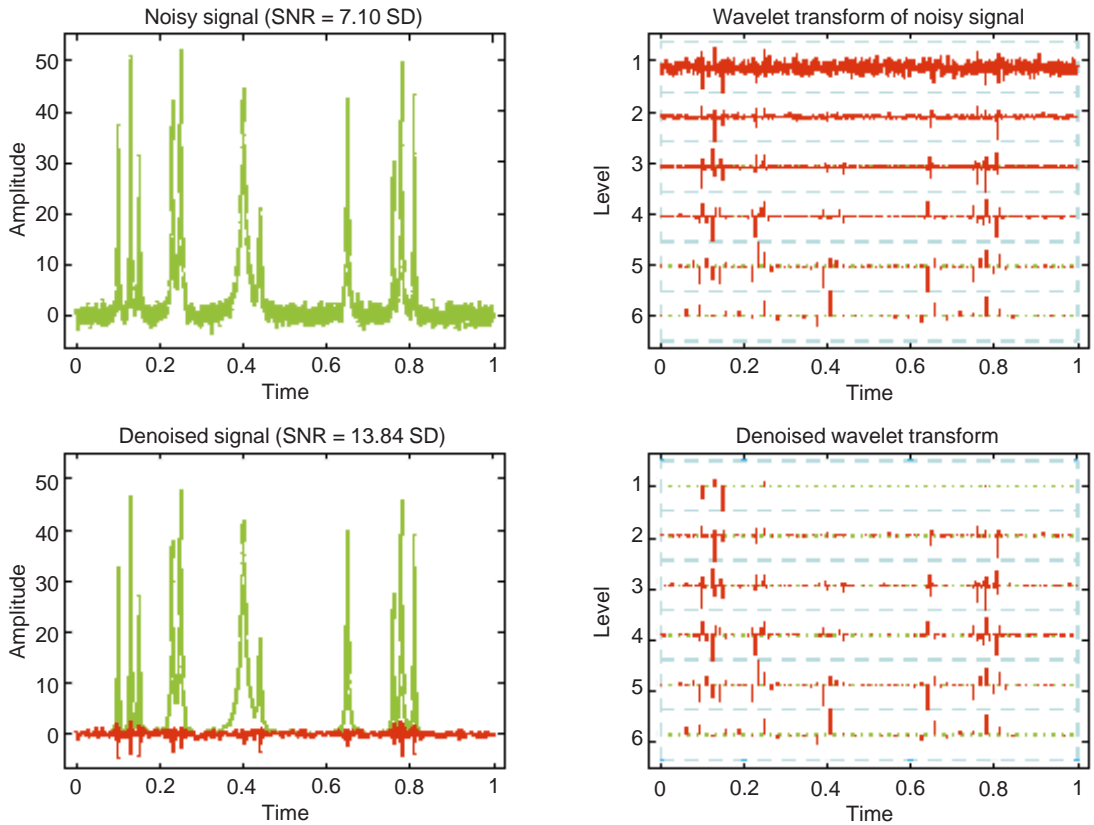 Noisy signal (SNR = 7.10 SD)
Amplitude
50
40
30
20
10
0
0 0.2 0.4 0.6 0.8 1
Time
Wavelet transform of noisy signal
Level
1
2
3
4
5
6
0 0.2 0.4 0.6 0.8 1
Time
Denoised signal (SNR = 13.84 SD)
Amplitude
50
40
30
20
10
0
0 0.2 0.4 0.6 0.8 1
Time
Denoised wavelet transform
Level
1
2
3
4
5
6
0 0.2 0.4 0.6 0.8 1
Time